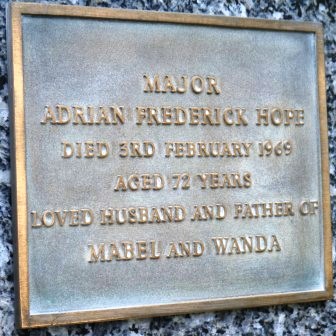 MAJOR
ADRIAN FREDERICK HOPE
DIED 3RD FEBRUARY 1969
AGED 72 YEARS
LOVED HUSBAND AND FATHER OF
MABEL AND WANDA